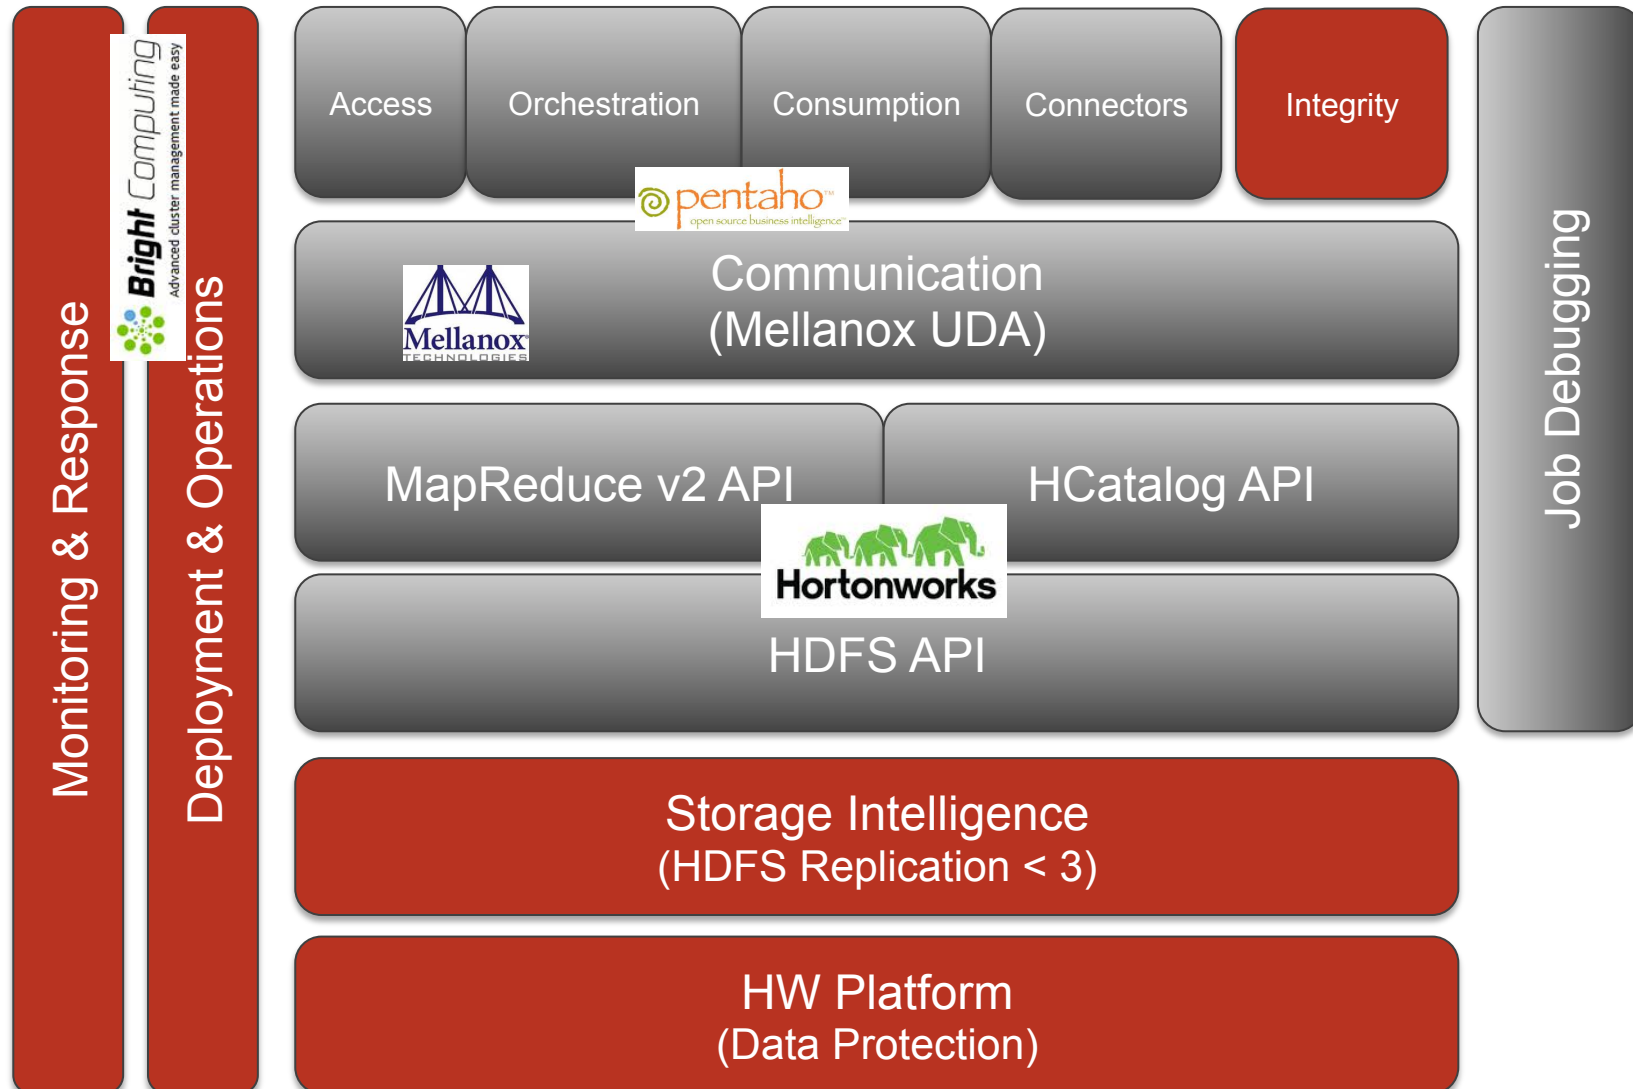 Monitoring & Response
Deployment & Operations
Bright Computing
Advanced cluster management made easy
Access
Orchestration
Consumption
Connectors
Integrity
pentaho™
open source business intelligence™
Mellanox
TECHNOLOGIES
Communication
(Mellanox UDA)
MapReduce v2 API
HCatalog API
Hortonworks
HDFS API
Storage Intelligence
(HDFS Replication < 3)
HW Platform
(Data Protection)
Job Debugging